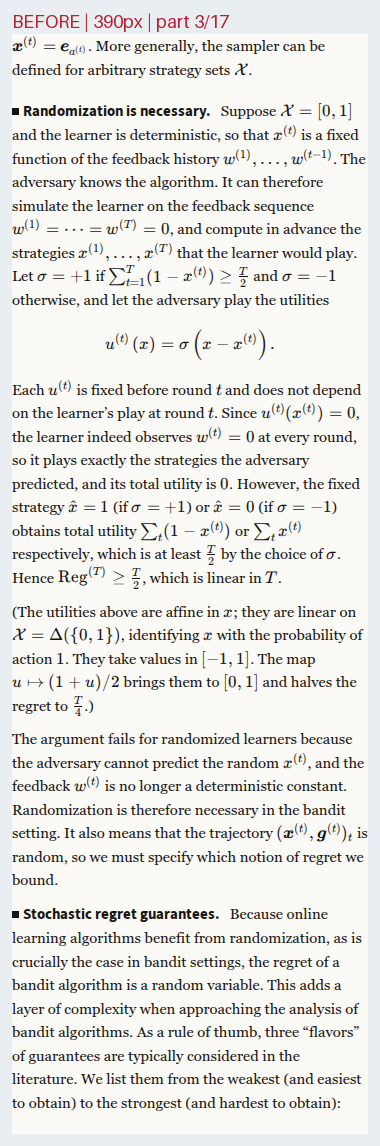 BEFORE | 390px | part 3/17
x^(t) = e_{a^(t)}. More generally, the sampler can be
defined for arbitrary strategy sets 𝒳.
■ Randomization is necessary. Suppose 𝒳 = [0, 1]
and the learner is deterministic, so that x^(t) is a fixed
function of the feedback history w^(1), . . . , w^(t−1). The
adversary knows the algorithm. It can therefore
simulate the learner on the feedback sequence
w^(1) = ⋯ = w^(T) = 0, and compute in advance the
strategies x^(1), . . . , x^(T) that the learner would play.
Let σ = +1 if ∑_{t=1}^{T}(1 − x^(t)) ≥ T/2 and σ = −1
otherwise, and let the adversary play the utilities
u^(t)(x) = σ (x − x^(t)).
Each u^(t) is fixed before round t and does not depend
on the learner’s play at round t. Since u^(t)(x^(t)) = 0,
the learner indeed observes w^(t) = 0 at every round,
so it plays exactly the strategies the adversary
predicted, and its total utility is 0. However, the fixed
strategy x̂ = 1 (if σ = +1) or x̂ = 0 (if σ = −1)
obtains total utility ∑_t(1 − x^(t)) or ∑_t x^(t)
respectively, which is at least T/2 by the choice of σ.
Hence Reg^(T) ≥ T/2, which is linear in T.
(The utilities above are affine in x; they are linear on
𝒳 = Δ({0, 1}), identifying x with the probability of
action 1. They take values in [−1, 1]. The map
u ↦ (1 + u)/2 brings them to [0, 1] and halves the
regret to T/4.)
The argument fails for randomized learners because
the adversary cannot predict the random x^(t), and the
feedback w^(t) is no longer a deterministic constant.
Randomization is therefore necessary in the bandit
setting. It also means that the trajectory (x^(t), g^(t))_t is
random, so we must specify which notion of regret we
bound.
■ Stochastic regret guarantees. Because online
learning algorithms benefit from randomization, as is
crucially the case in bandit settings, the regret of a
bandit algorithm is a random variable. This adds a
layer of complexity when approaching the analysis of
bandit algorithms. As a rule of thumb, three “flavors”
of guarantees are typically considered in the
literature. We list them from the weakest (and easiest
to obtain) to the strongest (and hardest to obtain):